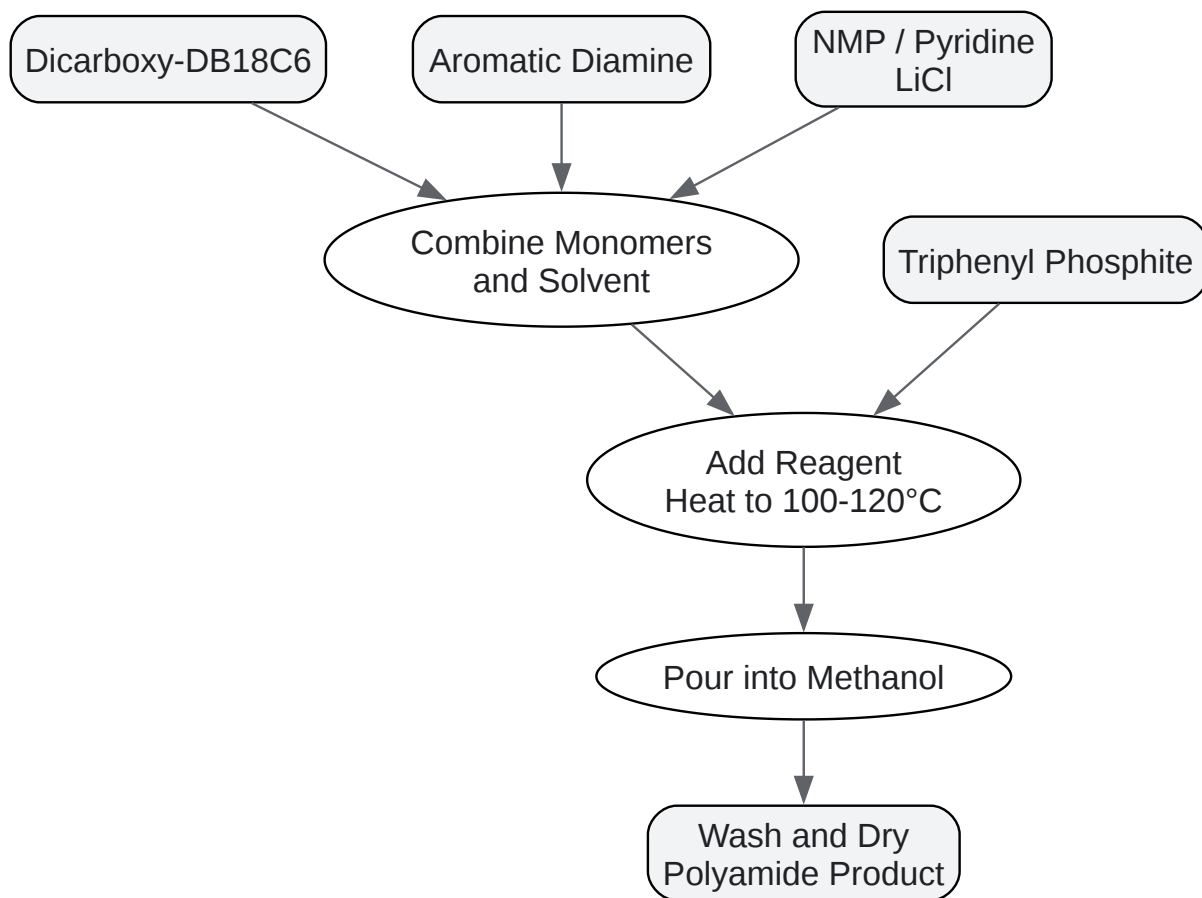 Dicarboxy-DB18C6
Aromatic Diamine
NMP / Pyridine
LiCl
Combine Monomers
and Solvent
Triphenyl Phosphite
Add Reagent
Heat to 100-120°C
Pour into Methanol
Wash and Dry
Polyamide Product